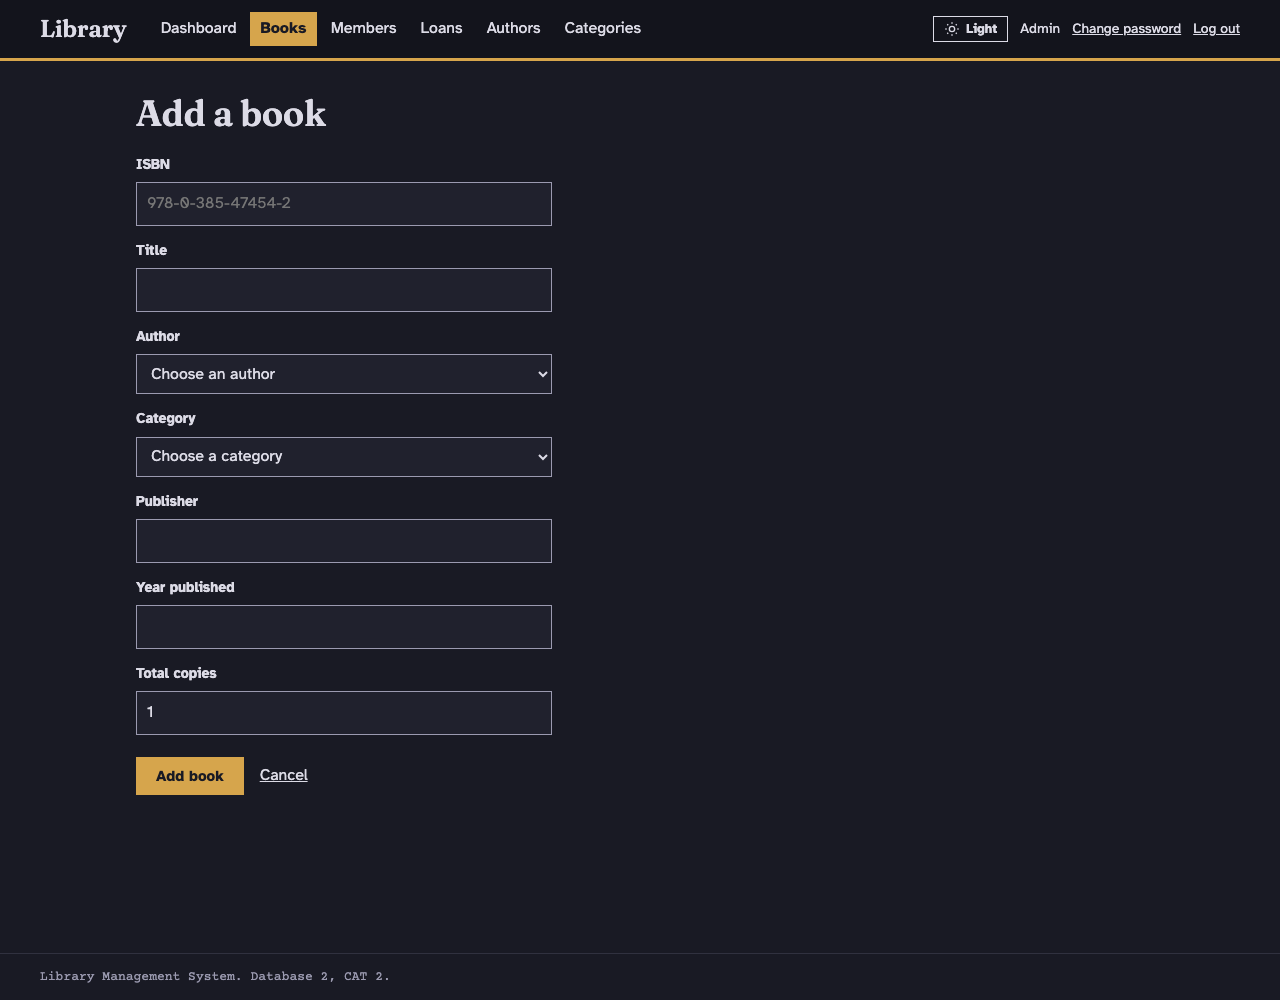 Library
Dashboard Books Members Loans Authors Categories
Light Admin Change password Log out
Add a book
ISBN
978-0-385-47454-2
Title
Author
Choose an author
Category
Choose a category
Publisher
Year published
Total copies
1
Add book Cancel
Library Management System. Database 2, CAT 2.